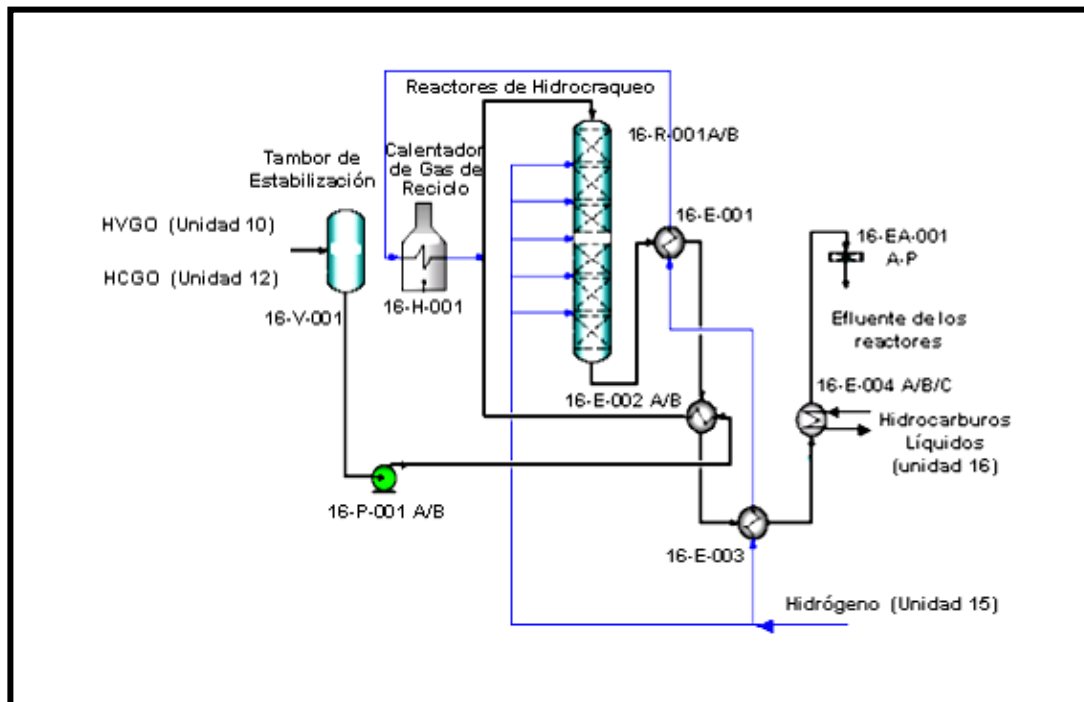 Reactores de Hidrocraqueo
16-R-001A/B
Tambor de
Estabilización
Calentador
de Gas de
Reciclo
HVGO (Unidad 10)
HCGO (Unidad 12)
16-V-001
16-H-001
16-E-001
16-EA-001
A-P
Efluente de los
reactores
16-E-002 A/B
16-E-004 A/B/C
Hidrocarburos
Líquidos
(unidad 16)
16-P-001 A/B
16-E-003
Hidrógeno (Unidad 15)